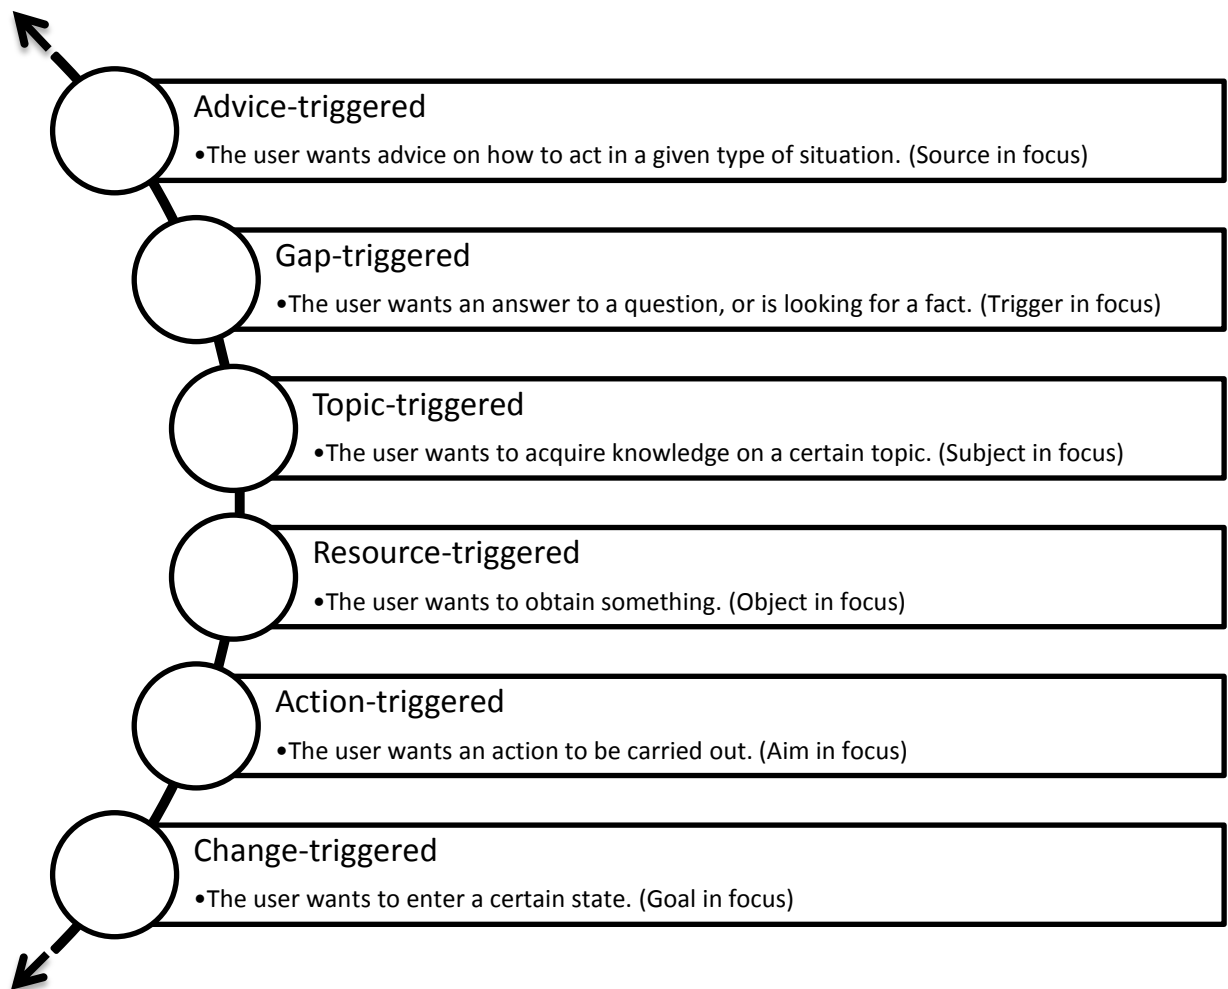 Advice-triggered
•The user wants advice on how to act in a given type of situation. (Source in focus)
Gap-triggered
•The user wants an answer to a question, or is looking for a fact. (Trigger in focus)
Topic-triggered
•The user wants to acquire knowledge on a certain topic. (Subject in focus)
Resource-triggered
•The user wants to obtain something. (Object in focus)
Action-triggered
•The user wants an action to be carried out. (Aim in focus)
Change-triggered
•The user wants to enter a certain state. (Goal in focus)